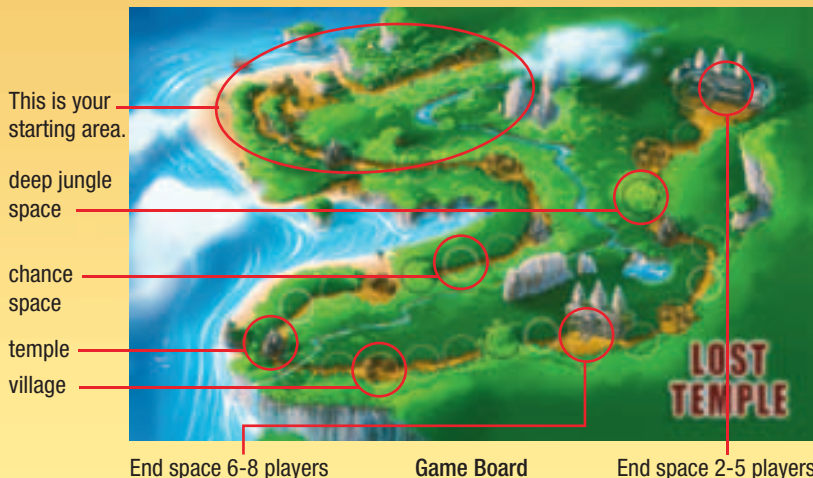 This is your
starting area.
deep jungle
space
chance
space
temple
village
LOST
TEMPLE
End space 6-8 players
Game Board
End space 2-5 players